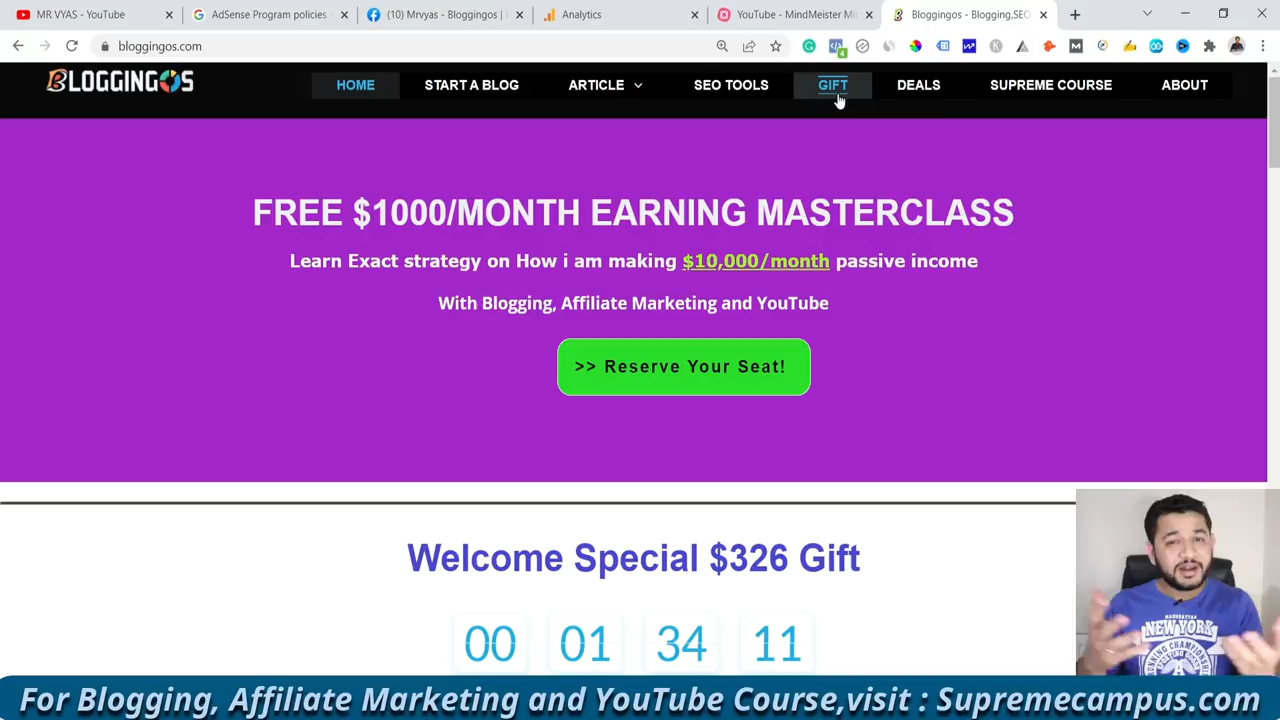 MR VYAS - YouTube
AdSense Program policies
(10) Mrvyas - Bloggingos |
Analytics
YouTube - MindMeister Mi
Bloggingos - Blogging,SEO
bloggingos.com
4
BLOGGINGOS
HOME
START A BLOG
ARTICLE
SEO TOOLS
GIFT
DEALS
SUPREME COURSE
ABOUT
FREE $1000/MONTH EARNING MASTERCLASS
Learn Exact strategy on How i am making $10,000/month passive income
With Blogging, Affiliate Marketing and YouTube
>> Reserve Your Seat!
Welcome Special $326 Gift
00 01 34 11
MANHATTAN
NEW YORK
For Blogging, Affiliate Marketing and YouTube Course,visit : Supremecampus.com